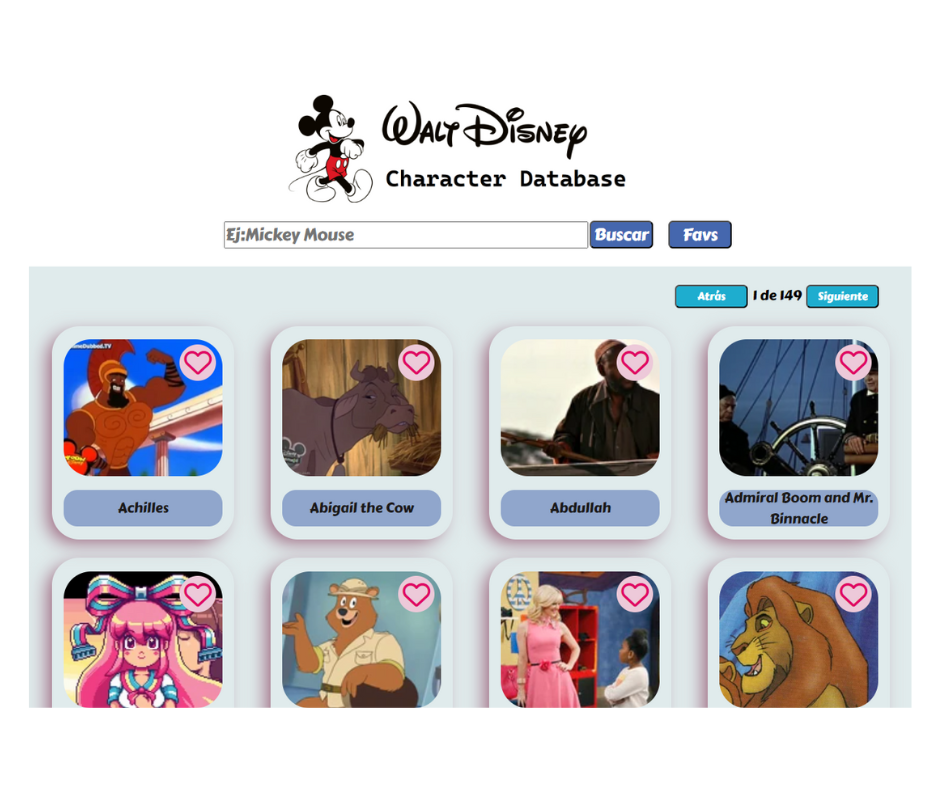 Walt Disney
Character Database
Ej:Mickey Mouse
Buscar
Favs
Atrás
1 de 149
Siguiente
Achilles
Abigail the Cow
Abdullah
Admiral Boom and Mr.
Binnacle